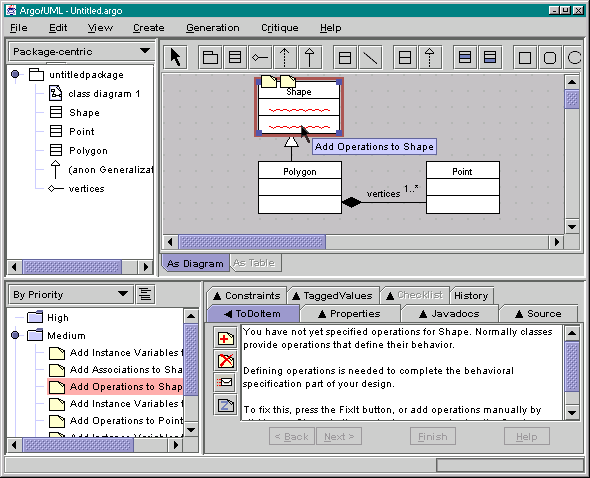 Argo/UML - Untitled.argo
File Edit View Create Generation Critique Help
Package-centric
untitledpackage
class diagram 1
Shape
Point
Polygon
(anon Generalizat
vertices
Shape
Add Operations to Shape
Polygon
Point
vertices 1..*
As Diagram As Table
By Priority
High
Medium
Add Instance Variables t
Add Associations to Sha
Add Operations to Shap
Add Instance Variables t
Add Operations to Point
Constraints TaggedValues Checklist History
ToDoItem Properties Javadocs Source
You have not yet specified operations for Shape. Normally classes
provide operations that define their behavior.
Defining operations is needed to complete the behavioral
specification part of your design.
To fix this, press the FixIt button, or add operations manually by
< Back Next > Finish Help